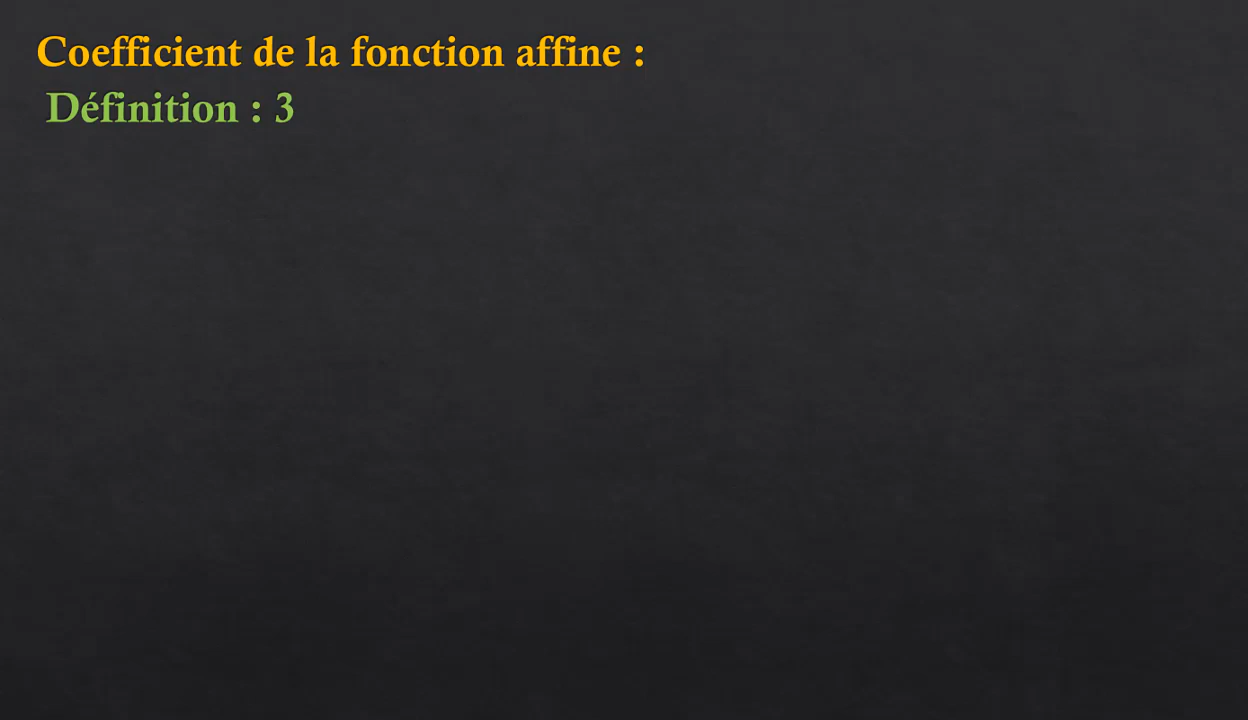 Coefficient de la fonction affine :
Définition : 3